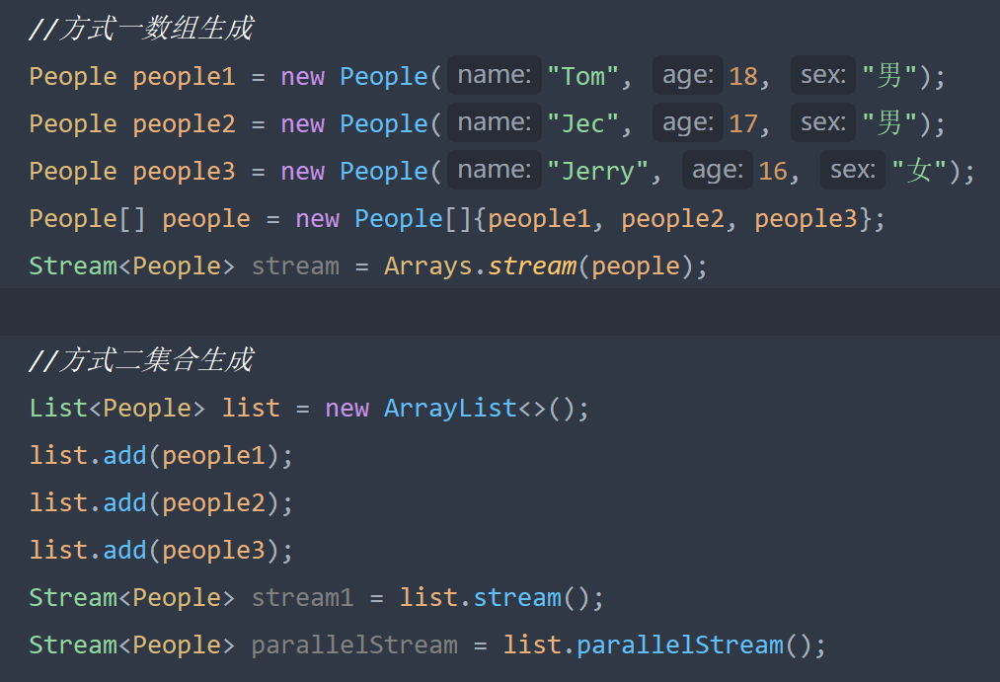 //方式一数组生成
People people1 = new People( name: "Tom", age: 18, sex: "男");
People people2 = new People( name: "Jec", age: 17, sex: "男");
People people3 = new People( name: "Jerry", age: 16, sex: "女");
People[] people = new People[]{people1, people2, people3};
Stream<People> stream = Arrays.stream(people);
//方式二集合生成
List<People> list = new ArrayList<>();
list.add(people1);
list.add(people2);
list.add(people3);
Stream<People> stream1 = list.stream();
Stream<People> parallelStream = list.parallelStream();